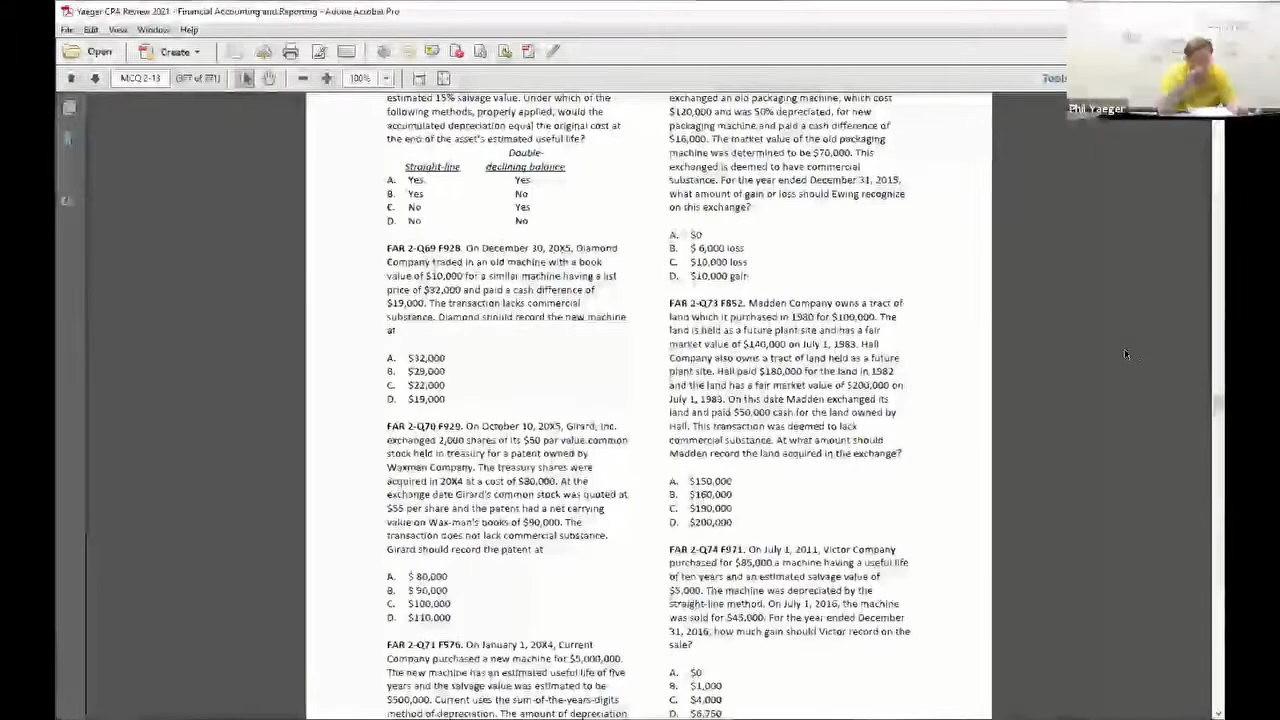 Yaeger CPA Review 2021 - Financial Accounting and Reporting - Adobe Acrobat Pro
File Edit View Window Help
Open
Create
MCQ 2-13
100%
Tools
Phil Yaeger
estimated 15% salvage value. Under which of the
following methods, properly applied, would the
accumulated depreciation equal the original cost at
the end of the asset's estimated useful life?
Double-
Straight-line declining balance
A. Yes Yes
B. Yes No
C. No Yes
D. No No
FAR 2-Q69 F928. On December 30, 20X5, Diamond
Company traded in an old machine with a book
value of $10,000 for a similar machine having a list
price of $32,000 and paid a cash difference of
$19,000. The transaction lacks commercial
substance. Diamond should record the new machine
at
A. $32,000
B. $29,000
C. $22,000
D. $19,000
FAR 2-Q70 F929. On October 10, 20X5, Girard, Inc.
exchanged 2,000 shares of its $50 par value common
stock held in treasury for a patent owned by
Waxman Company. The treasury shares were
acquired in 20X4 at a cost of $80,000. At the
exchange date Girard's common stock was quoted at
$55 per share and the patent had a net carrying
value on Wax-man's books of $90,000. The
transaction does not lack commercial substance.
Girard should record the patent at
A. $ 80,000
B. $ 90,000
C. $100,000
D. $110,000
FAR 2-Q71 F576. On January 1, 20X4, Current
Company purchased a new machine for $5,000,000.
The new machine has an estimated useful life of five
years and the salvage value was estimated to be
$500,000. Current uses the sum-of-the-years-digits
method of depreciation. The amount of depreciation
exchanged an old packaging machine, which cost
$120,000 and was 50% depreciated, for new
packaging machine and paid a cash difference of
$16,000. The market value of the old packaging
machine was determined to be $70,000. This
exchanged is deemed to have commercial
substance. For the year ended December 31, 2015,
what amount of gain or loss should Ewing recognize
on this exchange?
A. $0
B. $ 6,000 loss
C. $10,000 loss
D. $10,000 gain
FAR 2-Q73 F852. Madden Company owns a tract of
land which it purchased in 1980 for $100,000. The
land is held as a future plant site and has a fair
market value of $140,000 on July 1, 1983. Hall
Company also owns a tract of land held as a future
plant site. Hall paid $180,000 for the land in 1982
and the land has a fair market value of $200,000 on
July 1, 1983. On this date Madden exchanged its
land and paid $50,000 cash for the land owned by
Hall. This transaction was deemed to lack
commercial substance. At what amount should
Madden record the land acquired in the exchange?
A. $150,000
B. $160,000
C. $190,000
D. $200,000
FAR 2-Q74 F971. On July 1, 2011, Victor Company
purchased for $85,000 a machine having a useful life
of ten years and an estimated salvage value of
$5,000. The machine was depreciated by the
straight-line method. On July 1, 2016, the machine
was sold for $45,000. For the year ended December
31, 2016, how much gain should Victor record on the
sale?
A. $0
B. $1,000
C. $4,000
D. $6,750